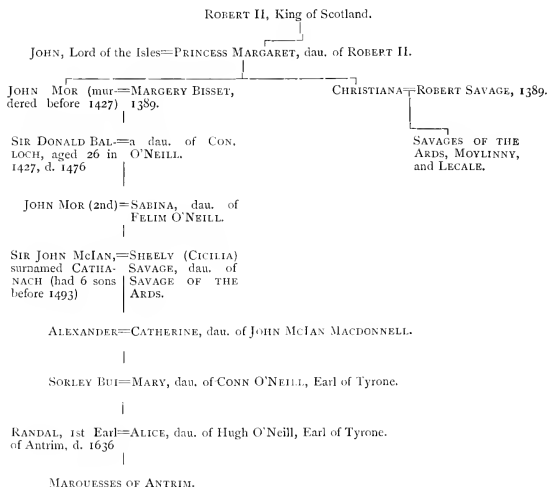 ROBERT II, King of Scotland.
JOHN, Lord of the Isles=PRINCESS MARGARET, dau. of ROBERT II.
JOHN MOR (mur-=MARGERY BISSET,
dered before 1427) 1389.
CHRISTIANA=ROBERT SAVAGE, 1389.
SIR DONALD BAL-=a dau. of CON.
LOCH, aged 26 in O'NEILL.
1427, d. 1476
SAVAGES OF THE
ARDS, MOYLINNY,
and LECALE.
JOHN MOR (2nd)=SABINA, dau. of
FELIM O'NEILL.
SIR JOHN MCIAN,=SHEELY (CICILIA)
surnamed CATHA- SAVAGE, dau. of
NACH (had 6 sons SAVAGE OF THE
before 1493) ARDS.
ALEXANDER=CATHERINE, dau. of JOHN MCIAN MACDONNELL.
SORLEY BUI=MARY, dau. of CONN O'NEILL, Earl of Tyrone.
RANDAL, 1st Earl=ALICE, dau. of Hugh O'Neill, Earl of Tyrone.
of Antrim, d. 1636
MARQUESSES OF ANTRIM.